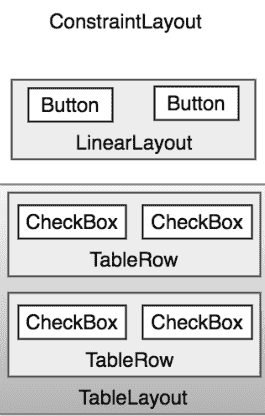 ConstraintLayout
Button Button
LinearLayout
CheckBox CheckBox
TableRow
CheckBox CheckBox
TableRow
TableLayout